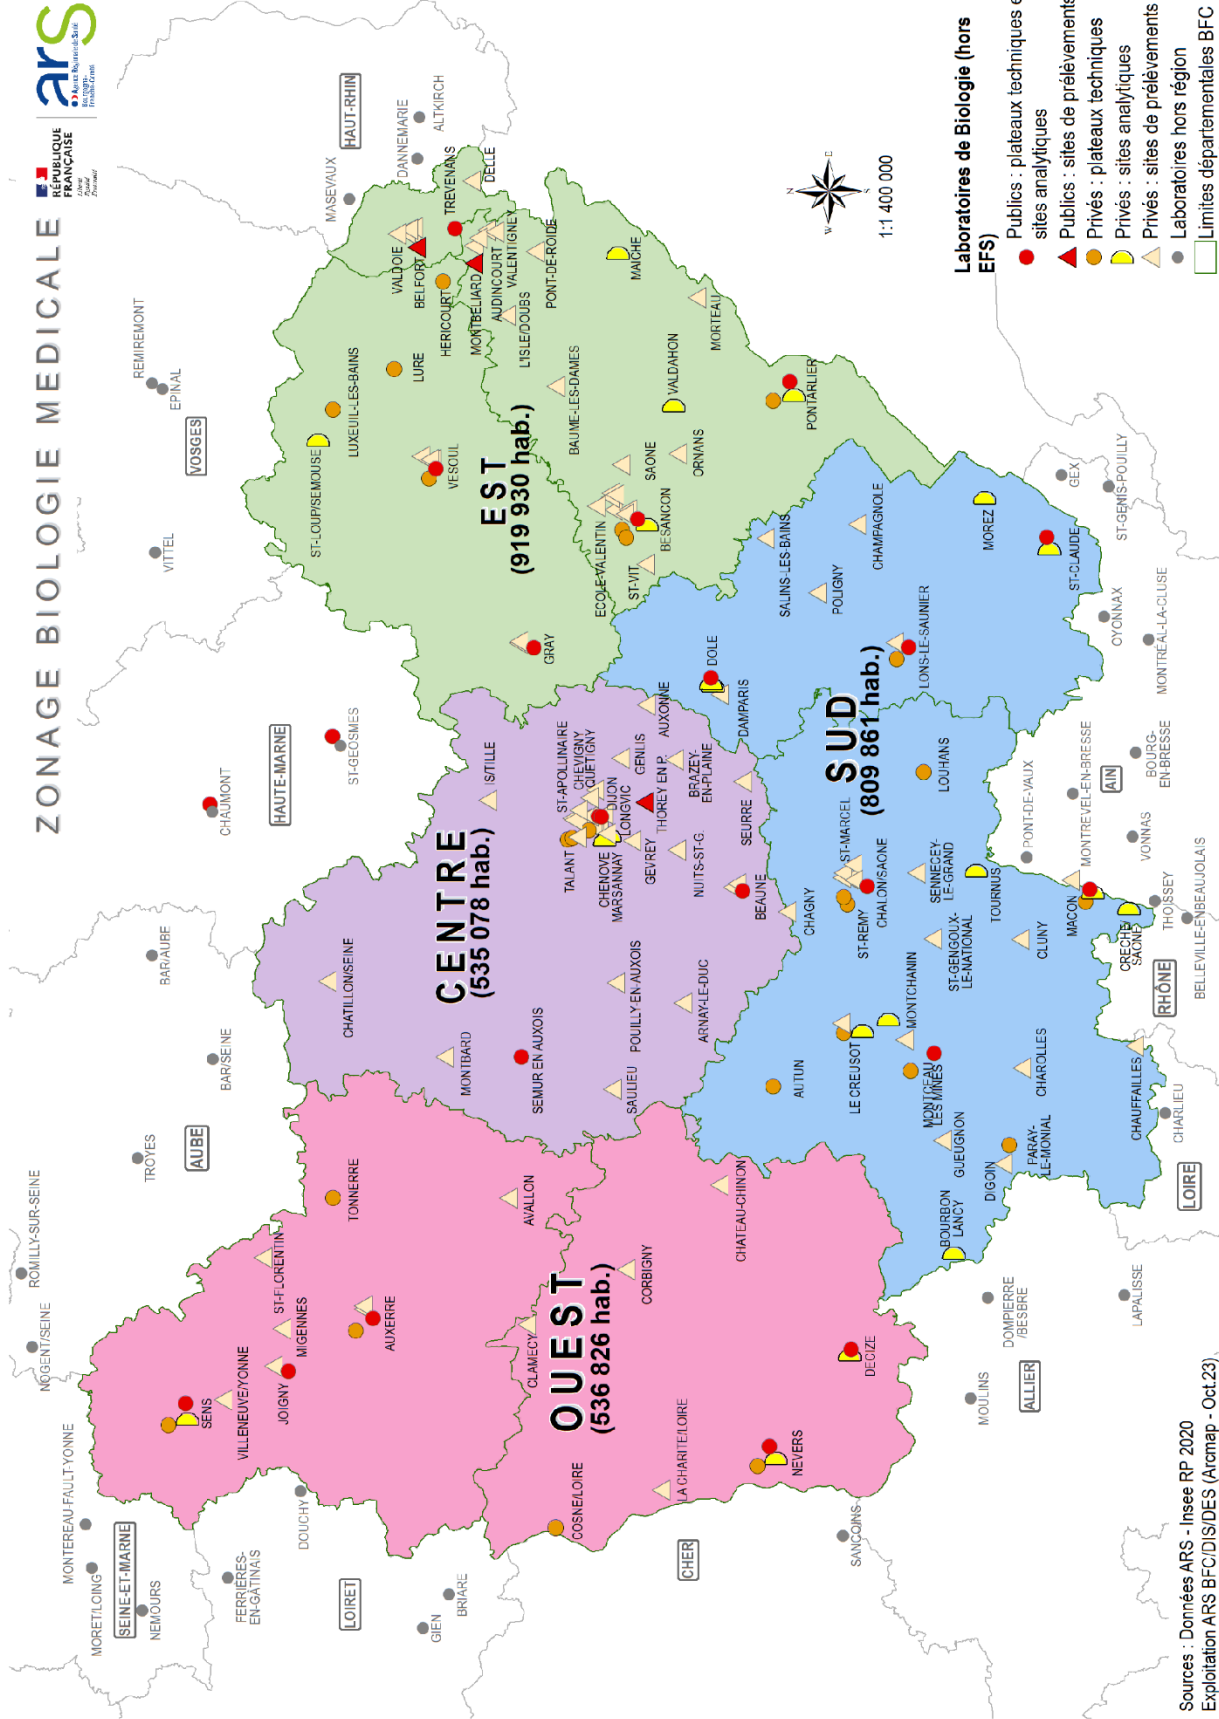 ZONAGE BIOLOGIE MEDICALE
RÉPUBLIQUE
FRANÇAISE
Liberté
Égalité
Fraternité
ars
Agence Régionale de Santé
Bourgogne-
Franche-Comté
ROMILLY-SUR-SEINE
NOGENT/SEINE
MONTEREAU-FAULT-YONNE
MORET/LOING
SEINE-ET-MARNE
NEMOURS
FERRIÈRES-
EN-GÂTINAIS
DOUCHY
LOIRET
GIEN
BRIARE
CHER
SANCOINS
TROYES
AUBE
BAR/SEINE
BAR/AUBE
CHAUMONT
HAUTE-MARNE
ST-GEOSMES
VITTEL
VOSGES
REMIREMONT
EPINAL
MASEVAUX
HAUT-RHIN
DANNEMARIE
ALTKIRCH
SENS
VILLENEUVE/YONNE
JOIGNY
MIGENNES
ST-FLORENTIN
AUXERRE
TONNERRE
AVALLON
CLAMECY
OUEST
(536 826 hab.)
CORBIGNY
COSNE/LOIRE
LA CHARITE/LOIRE
CHATEAU-CHINON
NEVERS
DECIZE
CHATILLON/SEINE
MONTBARD
CENTRE
(535 078 hab.)
SEMUR EN AUXOIS
SAULIEU
POUILLY-EN-AUXOIS
ARNAY-LE-DUC
IS/TILLE
ST-APOLLINAIRE
CHEVIGNY
QUETIGNY
TALANT
DIJON
LONGVIC
CHENOVE
MARSANNAY
GEVREY
THOREY EN P.
GENLIS
AUXONNE
BRAZEY-
EN-PLAINE
NUITS-ST-G.
SEURRE
BEAUNE
ST-LOUP/SEMOUSE
LUXEUIL-LES-BAINS
LURE
VESOUL
EST
(919 930 hab.)
GRAY
VALDOIE
BELFORT
HERICOURT
TREVENANS
DELLE
MONTBELIARD
AUDINCOURT
VALENTIGNEY
L'ISLE/DOUBS
PONT-DE-ROIDE
BAUME-LES-DAMES
MAICHE
ECOLE-VALENTIN
ST-VIT
BESANCON
SAONE
ORNANS
VALDAHON
MORTEAU
PONTARLIER
DOLE
DAMPARIS
SALINS-LES-BAINS
POLIGNY
CHAMPAGNOLE
LONS-LE-SAUNIER
MOREZ
ST-CLAUDE
SUD
(809 861 hab.)
CHAGNY
ST-MARCEL
ST-REMY
CHALON/SAONE
LOUHANS
SENNECEY-
LE-GRAND
TOURNUS
ST-GENGOUX-
LE-NATIONAL
CLUNY
MACON
CRECHE/
SAONE
AUTUN
LE CREUSOT
MONTCHANIN
MONTCEAU
LES MINES
GUEUGNON
CHAROLLES
PARAY-
LE-MONIAL
DIGOIN
BOURBON
LANCY
CHAUFFAILLES
GEX
ST-GENIS-POUILLY
OYONNAX
MONTREAL-LA-CLUSE
PONT-DE-VAUX
MONTREVEL-EN-BRESSE
AIN
BOURG-
EN-BRESSE
VONNAS
THOISSEY
BELLEVILLE-EN-BEAUJOLAIS
RHÔNE
CHARLIEU
LOIRE
LAPALISSE
DOMPIERRE
/BESBRE
MOULINS
ALLIER
N
W
E
S
1:1 400 000
Laboratoires de Biologie (hors
EFS)
Publics : plateaux techniques e
sites analytiques
Publics : sites de prélèvements
Privés : plateaux techniques
Privés : sites analytiques
Privés : sites de prélèvements
Laboratoires hors région
Limites départementales BFC
Sources : Données ARS - Insee RP 2020
Exploitation ARS BFC/DIS/DES (Arcmap - Oct.23)